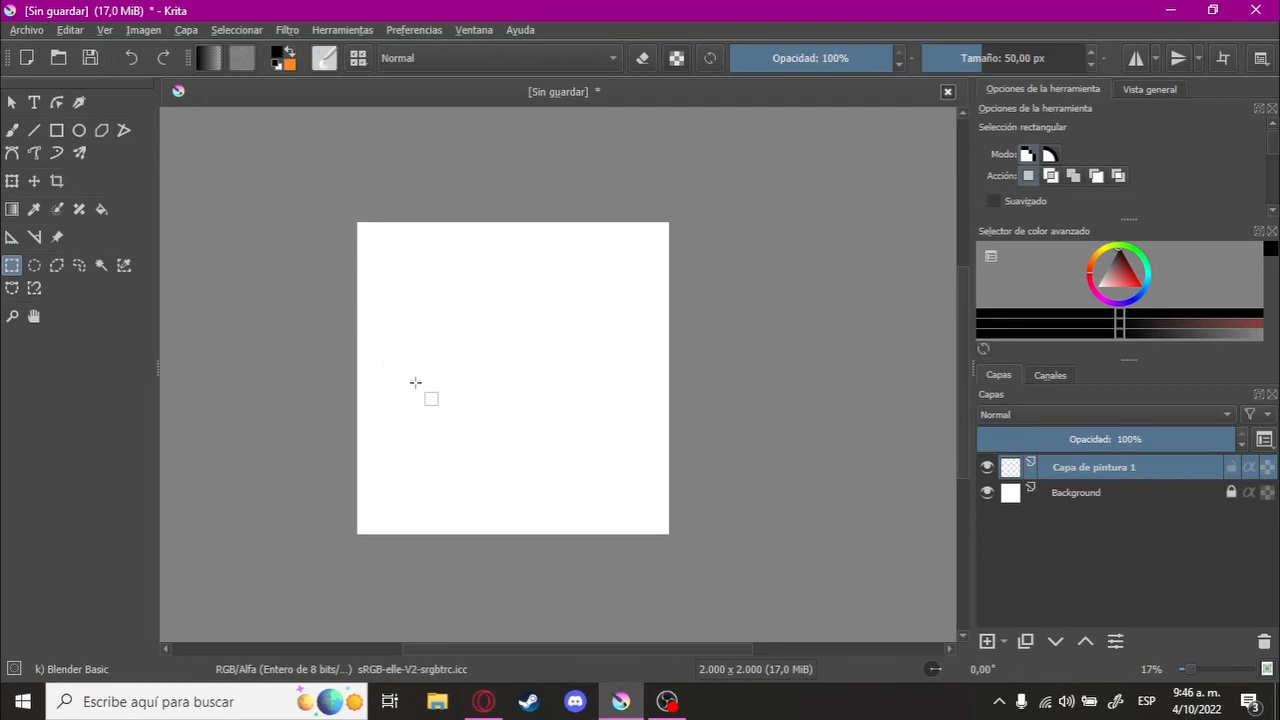 [Sin guardar] (17,0 MiB) * - Krita
Archivo Editar Ver Imagen Capa Seleccionar Filtro Herramientas Preferencias Ventana Ayuda
Normal
Opacidad: 100%
Tamaño: 50,00 px
[Sin guardar] *
Opciones de la herramienta Vista general
Opciones de la herramienta
Selección rectangular
Modo:
Acción:
Suavizado
Selector de color avanzado
Capas Canales
Capas
Normal
Opacidad: 100%
Capa de pintura 1
Background
k) Blender Basic
RGB/Alfa (Entero de 8 bits/...) sRGB-elle-V2-srgbtrc.icc
2.000 x 2.000 (17,0 MiB)
0,00°
17%
Escribe aquí para buscar
ESP
9:46 a. m.
4/10/2022
3